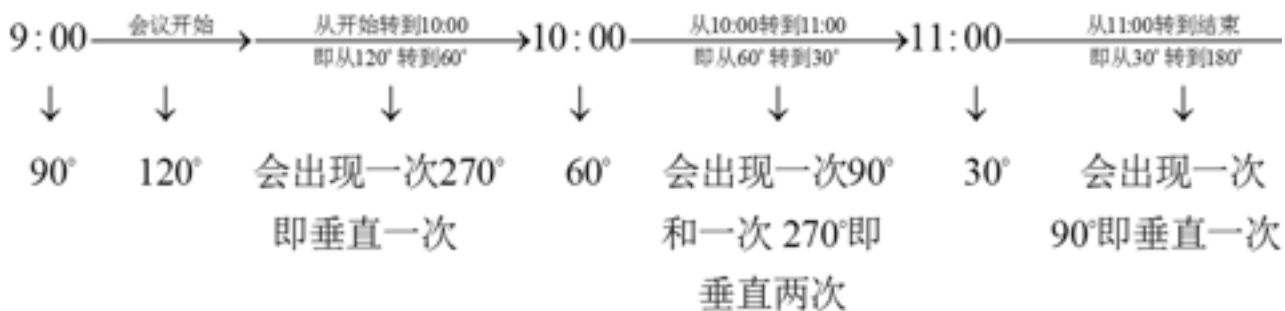 9:00 会议开始 从开始转到10:00 10:00 从10:00转到11:00 11:00 从11:00转到结束
即从120°转到60° 即从60°转到30° 即从30°转到180°
↓ ↓ ↓ ↓ ↓ ↓ ↓
90° 120° 会出现一次270° 60° 会出现一次90° 30° 会出现一次
即垂直一次 和一次 270°即 90°即垂直一次
垂直两次